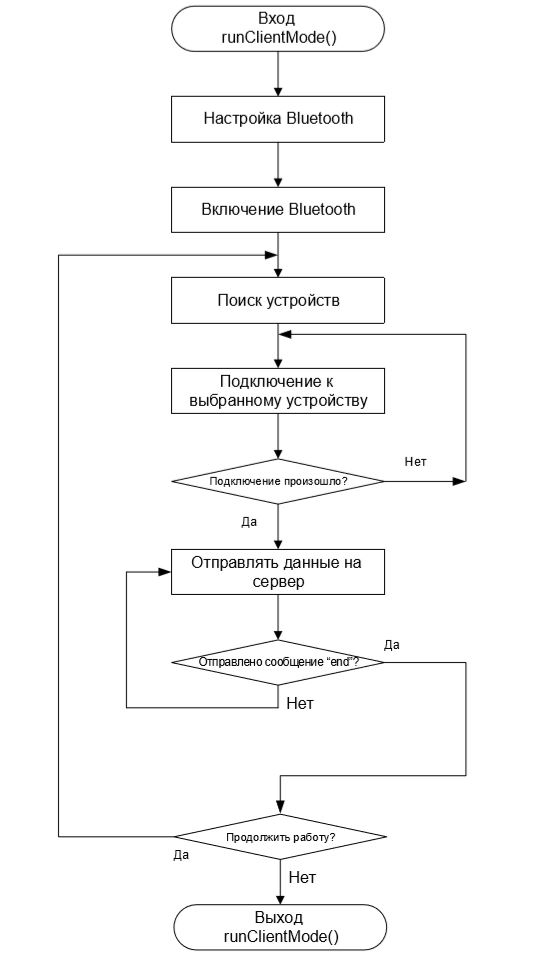 Вход
runClientMode()
Настройка Bluetooth
Включение Bluetooth
Поиск устройств
Подключение к
выбранному устройству
Нет
Подключение произошло?
Да
Отправлять данные на
сервер
Да
Отправлено сообщение “end”?
Нет
Продолжить работу?
Да
Нет
Выход
runClientMode()